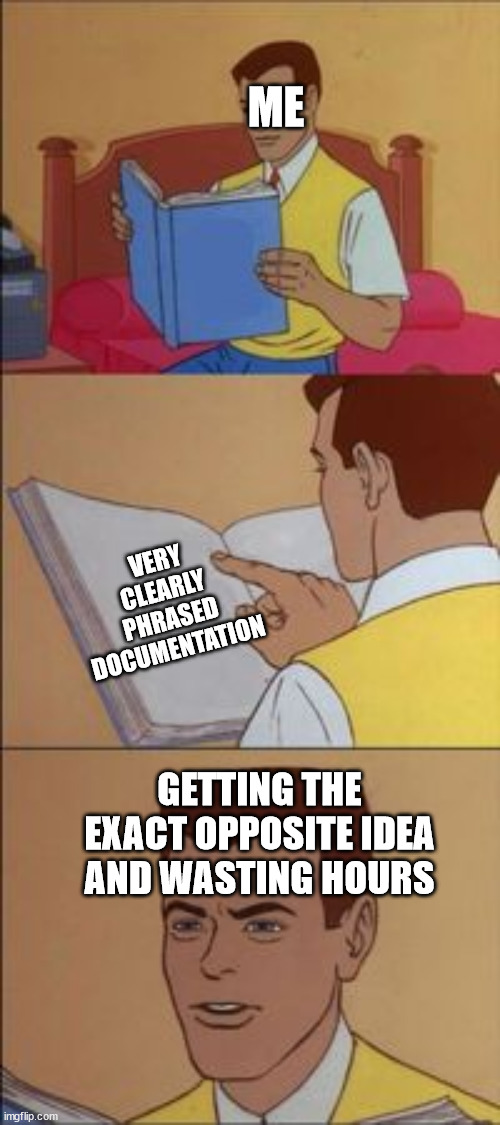 ME
VERY
CLEARLY
PHRASED
DOCUMENTATION
GETTING THE
EXACT OPPOSITE IDEA
AND WASTING HOURS
imgflip.com